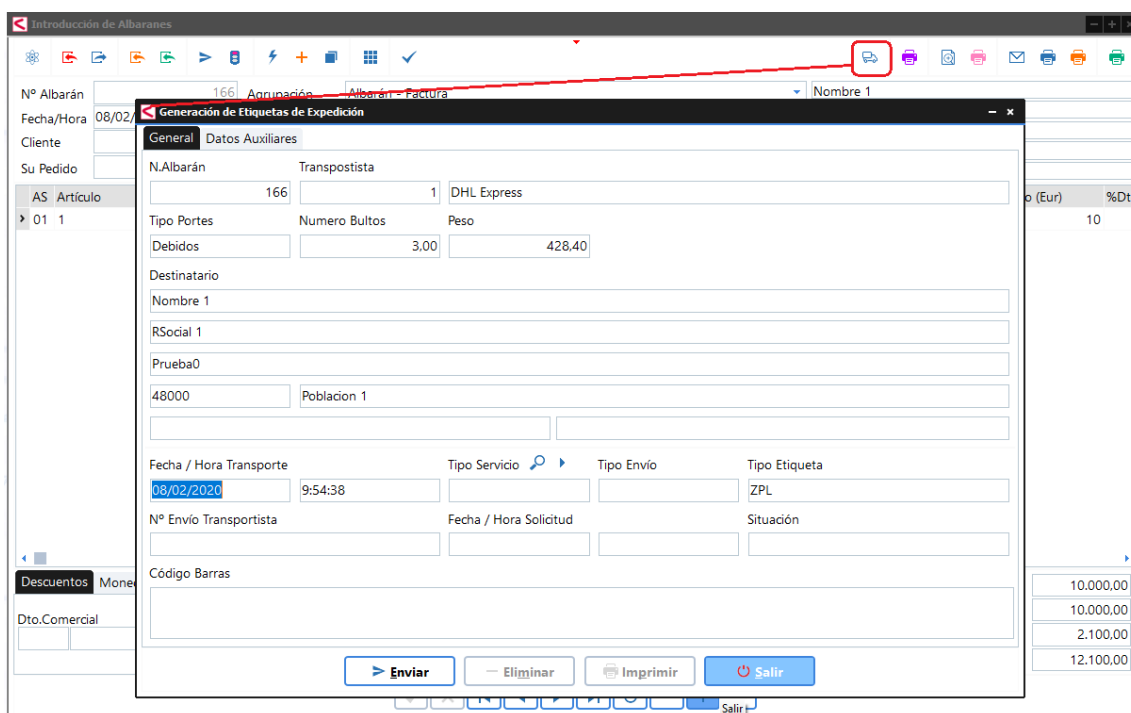 Introducción de Albaranes
Nº Albarán 166 Agrupación Albarán - Factura Nombre 1
Fecha/Hora 08/02/
Cliente
Su Pedido
AS Artículo o (Eur) %Dt
01 1 10
Generación de Etiquetas de Expedición
General Datos Auxiliares
N.Albarán Transpostista
166 1 DHL Express
Tipo Portes Numero Bultos Peso
Debidos 3,00 428,40
Destinatario
Nombre 1
RSocial 1
Prueba0
48000 Poblacion 1
Fecha / Hora Transporte Tipo Servicio Tipo Envío Tipo Etiqueta
08/02/2020 9:54:38 ZPL
Nº Envío Transportista Fecha / Hora Solicitud Situación
Código Barras
Enviar Eliminar Imprimir Salir
Descuentos Mone
Dto.Comercial
10.000,00
10.000,00
2.100,00
12.100,00
Salir